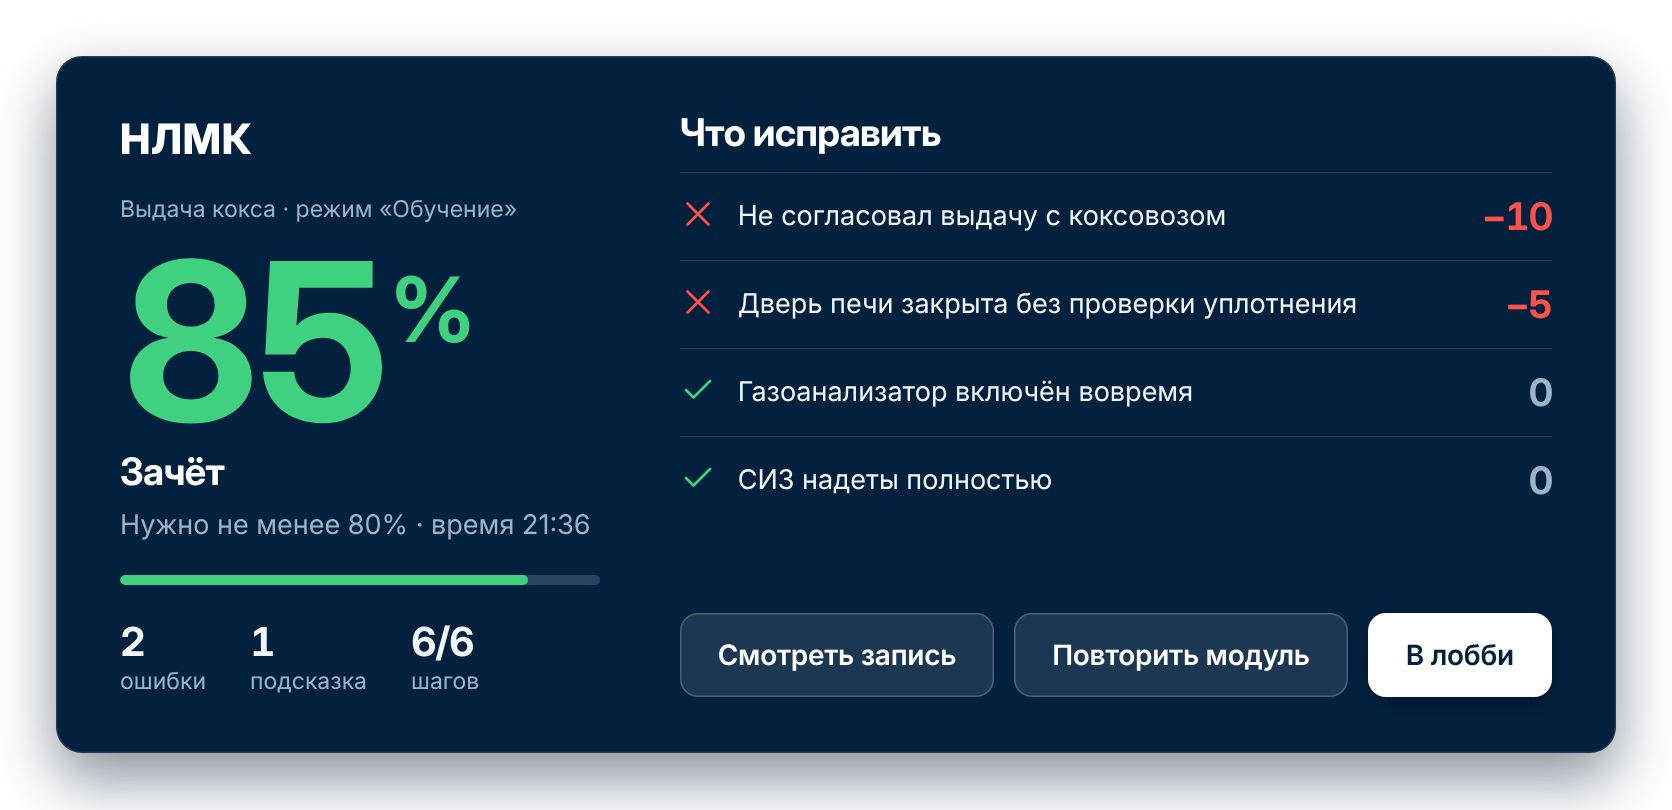 НЛМК
Выдача кокса · режим «Обучение»
85%
Зачёт
Нужно не менее 80% · время 21:36
2 ошибки
1 подсказка
6/6 шагов
Что исправить
Не согласовал выдачу с коксовозом −10
Дверь печи закрыта без проверки уплотнения −5
Газоанализатор включён вовремя 0
СИЗ надеты полностью 0
Смотреть запись
Повторить модуль
В лобби